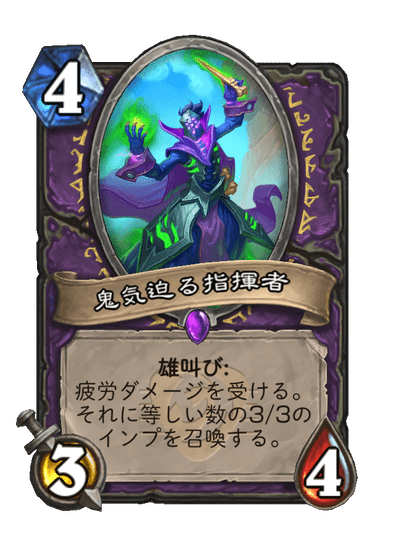 4
鬼気迫る指揮者
雄叫び:
疲労ダメージを受ける。
それに等しい数の3/3の
インプを召喚する。
3
4